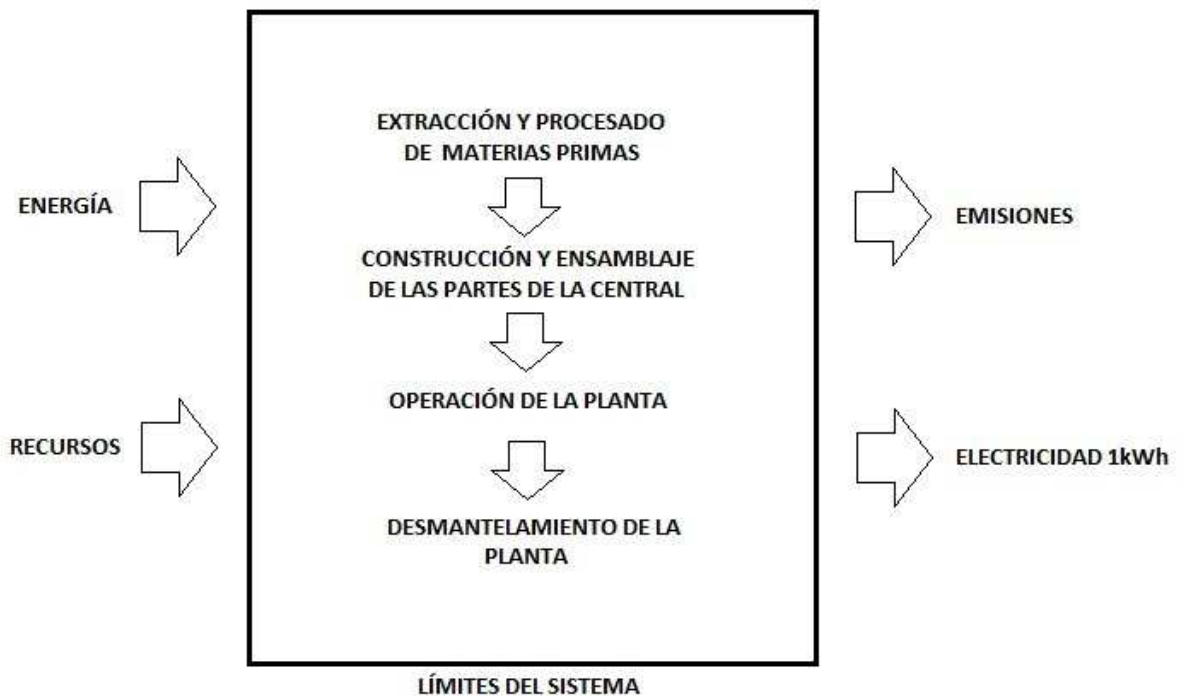 EXTRACCIÓN Y PROCESADO
DE MATERIAS PRIMAS
ENERGÍA
EMISIONES
CONSTRUCCIÓN Y ENSAMBLAJE
DE LAS PARTES DE LA CENTRAL
OPERACIÓN DE LA PLANTA
RECURSOS
ELECTRICIDAD 1kWh
DESMANTELAMIENTO DE LA
PLANTA
LÍMITES DEL SISTEMA